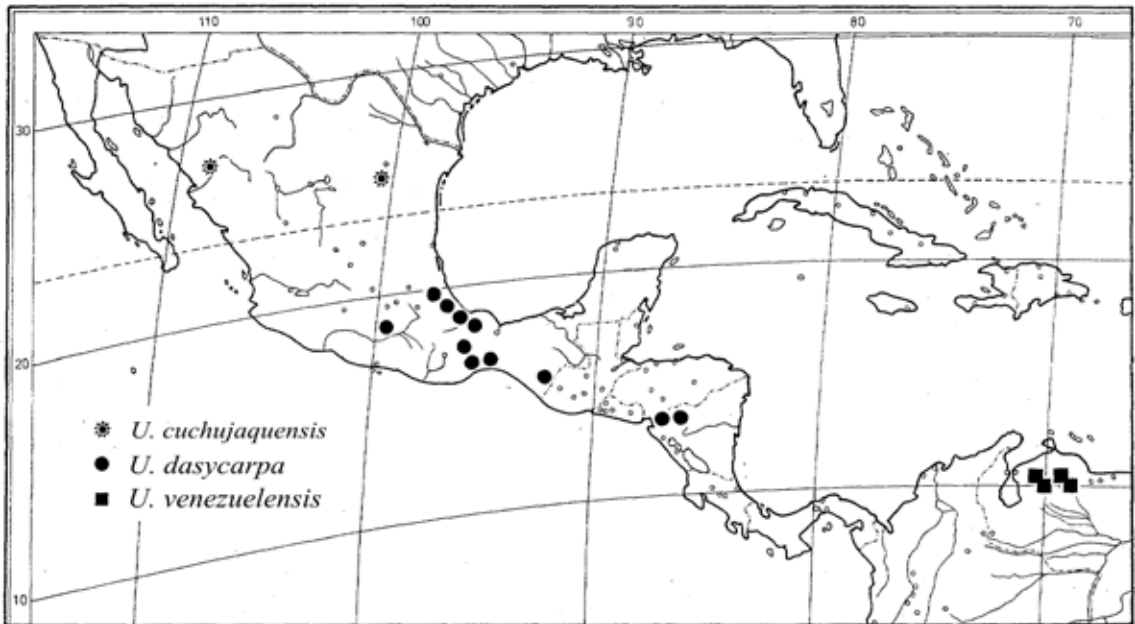 110 100 90 80 70
30
20
U. cuchujaquensis
U. dasycarpa
U. venezuelensis
10